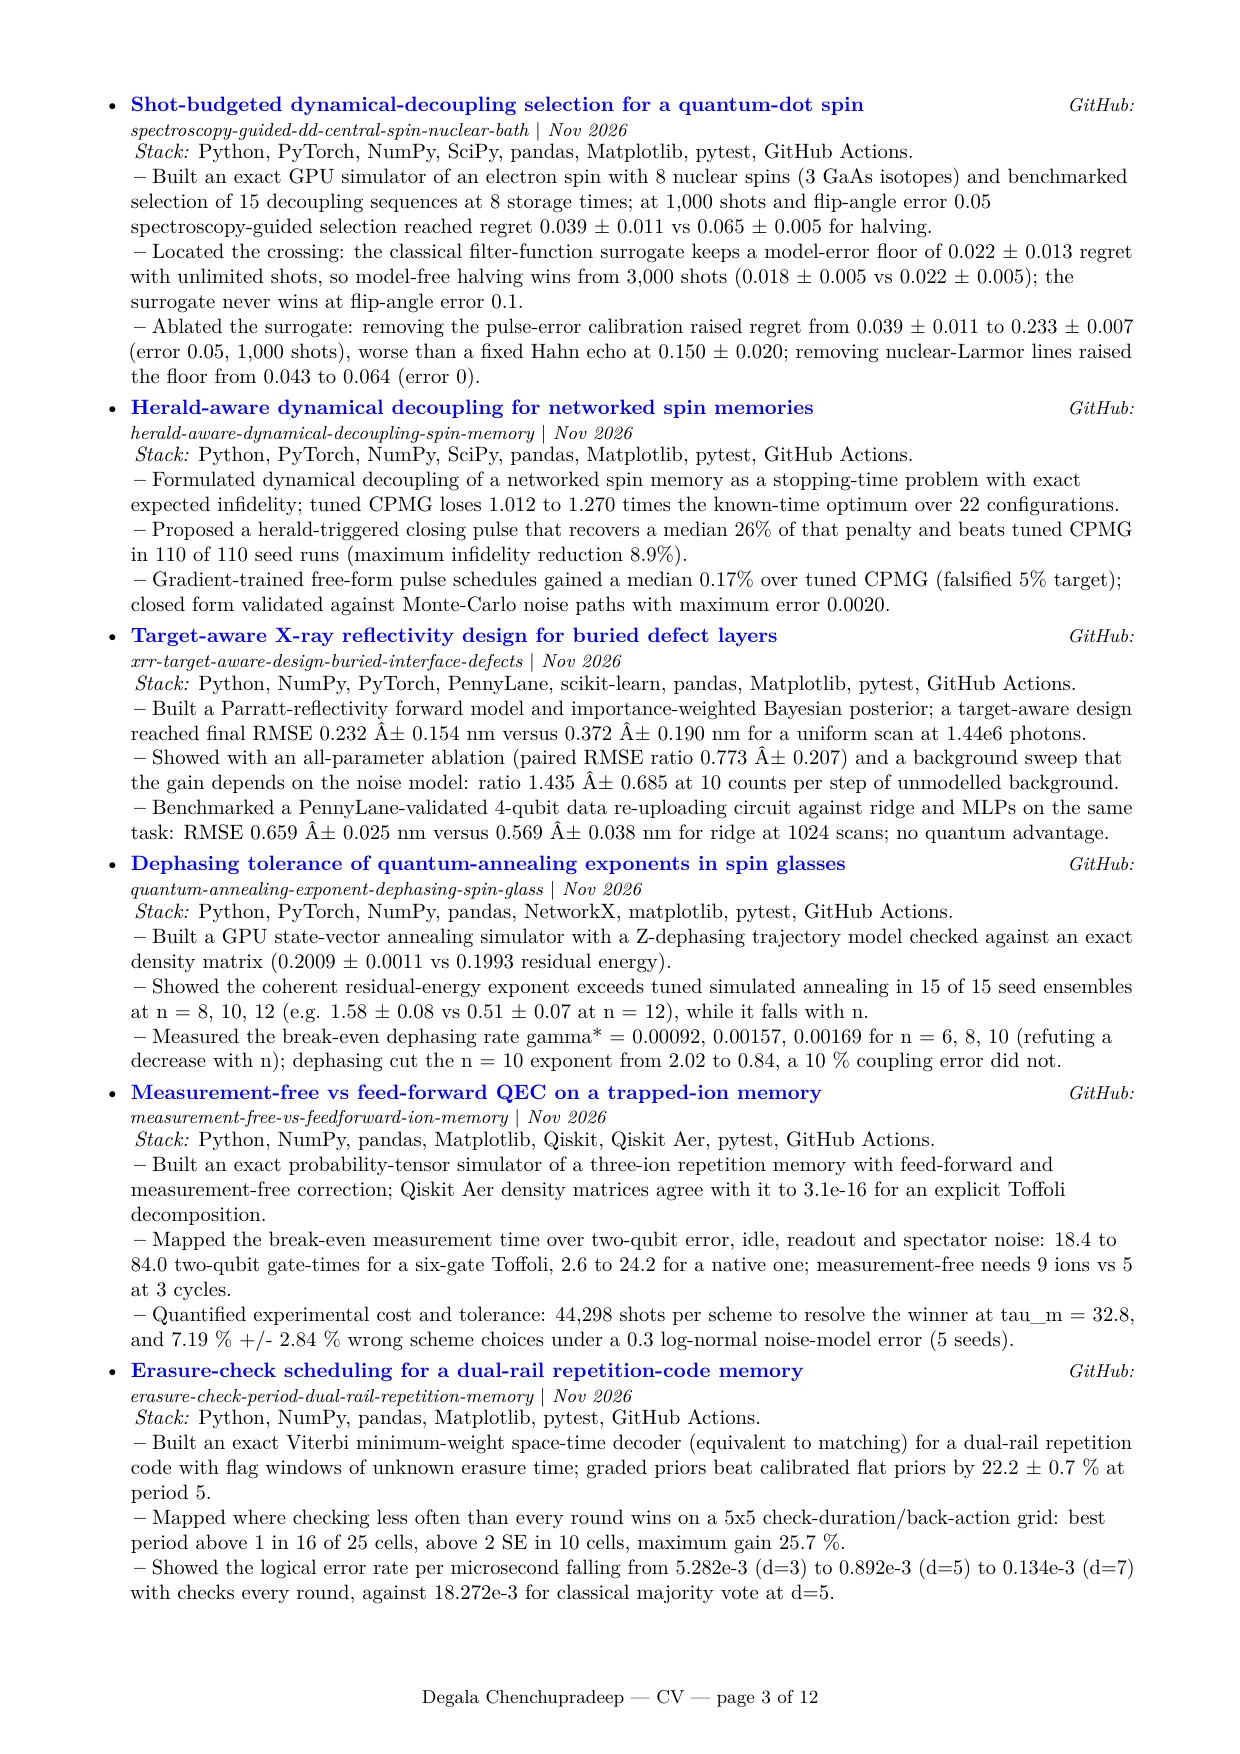 • Shot-budgeted dynamical-decoupling selection for a quantum-dot spin GitHub:
spectroscopy-guided-dd-central-spin-nuclear-bath | Nov 2026
Stack: Python, PyTorch, NumPy, SciPy, pandas, Matplotlib, pytest, GitHub Actions.
– Built an exact GPU simulator of an electron spin with 8 nuclear spins (3 GaAs isotopes) and benchmarked
selection of 15 decoupling sequences at 8 storage times; at 1,000 shots and flip-angle error 0.05
spectroscopy-guided selection reached regret 0.039 ± 0.011 vs 0.065 ± 0.005 for halving.
– Located the crossing: the classical filter-function surrogate keeps a model-error floor of 0.022 ± 0.013 regret
with unlimited shots, so model-free halving wins from 3,000 shots (0.018 ± 0.005 vs 0.022 ± 0.005); the
surrogate never wins at flip-angle error 0.1.
– Ablated the surrogate: removing the pulse-error calibration raised regret from 0.039 ± 0.011 to 0.233 ± 0.007
(error 0.05, 1,000 shots), worse than a fixed Hahn echo at 0.150 ± 0.020; removing nuclear-Larmor lines raised
the floor from 0.043 to 0.064 (error 0).
• Herald-aware dynamical decoupling for networked spin memories GitHub:
herald-aware-dynamical-decoupling-spin-memory | Nov 2026
Stack: Python, PyTorch, NumPy, SciPy, pandas, Matplotlib, pytest, GitHub Actions.
– Formulated dynamical decoupling of a networked spin memory as a stopping-time problem with exact
expected infidelity; tuned CPMG loses 1.012 to 1.270 times the known-time optimum over 22 configurations.
– Proposed a herald-triggered closing pulse that recovers a median 26% of that penalty and beats tuned CPMG
in 110 of 110 seed runs (maximum infidelity reduction 8.9%).
– Gradient-trained free-form pulse schedules gained a median 0.17% over tuned CPMG (falsified 5% target);
closed form validated against Monte-Carlo noise paths with maximum error 0.0020.
• Target-aware X-ray reflectivity design for buried defect layers GitHub:
xrr-target-aware-design-buried-interface-defects | Nov 2026
Stack: Python, NumPy, PyTorch, PennyLane, scikit-learn, pandas, Matplotlib, pytest, GitHub Actions.
– Built a Parratt-reflectivity forward model and importance-weighted Bayesian posterior; a target-aware design
reached final RMSE 0.232 Â± 0.154 nm versus 0.372 Â± 0.190 nm for a uniform scan at 1.44e6 photons.
– Showed with an all-parameter ablation (paired RMSE ratio 0.773 Â± 0.207) and a background sweep that
the gain depends on the noise model: ratio 1.435 Â± 0.685 at 10 counts per step of unmodelled background.
– Benchmarked a PennyLane-validated 4-qubit data re-uploading circuit against ridge and MLPs on the same
task: RMSE 0.659 Â± 0.025 nm versus 0.569 Â± 0.038 nm for ridge at 1024 scans; no quantum advantage.
• Dephasing tolerance of quantum-annealing exponents in spin glasses GitHub:
quantum-annealing-exponent-dephasing-spin-glass | Nov 2026
Stack: Python, PyTorch, NumPy, pandas, NetworkX, matplotlib, pytest, GitHub Actions.
– Built a GPU state-vector annealing simulator with a Z-dephasing trajectory model checked against an exact
density matrix (0.2009 ± 0.0011 vs 0.1993 residual energy).
– Showed the coherent residual-energy exponent exceeds tuned simulated annealing in 15 of 15 seed ensembles
at n = 8, 10, 12 (e.g. 1.58 ± 0.08 vs 0.51 ± 0.07 at n = 12), while it falls with n.
– Measured the break-even dephasing rate gamma* = 0.00092, 0.00157, 0.00169 for n = 6, 8, 10 (refuting a
decrease with n); dephasing cut the n = 10 exponent from 2.02 to 0.84, a 10 % coupling error did not.
• Measurement-free vs feed-forward QEC on a trapped-ion memory GitHub:
measurement-free-vs-feedforward-ion-memory | Nov 2026
Stack: Python, NumPy, pandas, Matplotlib, Qiskit, Qiskit Aer, pytest, GitHub Actions.
– Built an exact probability-tensor simulator of a three-ion repetition memory with feed-forward and
measurement-free correction; Qiskit Aer density matrices agree with it to 3.1e-16 for an explicit Toffoli
decomposition.
– Mapped the break-even measurement time over two-qubit error, idle, readout and spectator noise: 18.4 to
84.0 two-qubit gate-times for a six-gate Toffoli, 2.6 to 24.2 for a native one; measurement-free needs 9 ions vs 5
at 3 cycles.
– Quantified experimental cost and tolerance: 44,298 shots per scheme to resolve the winner at tau_m = 32.8,
and 7.19 % +/- 2.84 % wrong scheme choices under a 0.3 log-normal noise-model error (5 seeds).
• Erasure-check scheduling for a dual-rail repetition-code memory GitHub:
erasure-check-period-dual-rail-repetition-memory | Nov 2026
Stack: Python, NumPy, pandas, Matplotlib, pytest, GitHub Actions.
– Built an exact Viterbi minimum-weight space-time decoder (equivalent to matching) for a dual-rail repetition
code with flag windows of unknown erasure time; graded priors beat calibrated flat priors by 22.2 ± 0.7 % at
period 5.
– Mapped where checking less often than every round wins on a 5x5 check-duration/back-action grid: best
period above 1 in 16 of 25 cells, above 2 SE in 10 cells, maximum gain 25.7 %.
– Showed the logical error rate per microsecond falling from 5.282e-3 (d=3) to 0.892e-3 (d=5) to 0.134e-3 (d=7)
with checks every round, against 18.272e-3 for classical majority vote at d=5.
Degala Chenchupradeep — CV — page 3 of 12